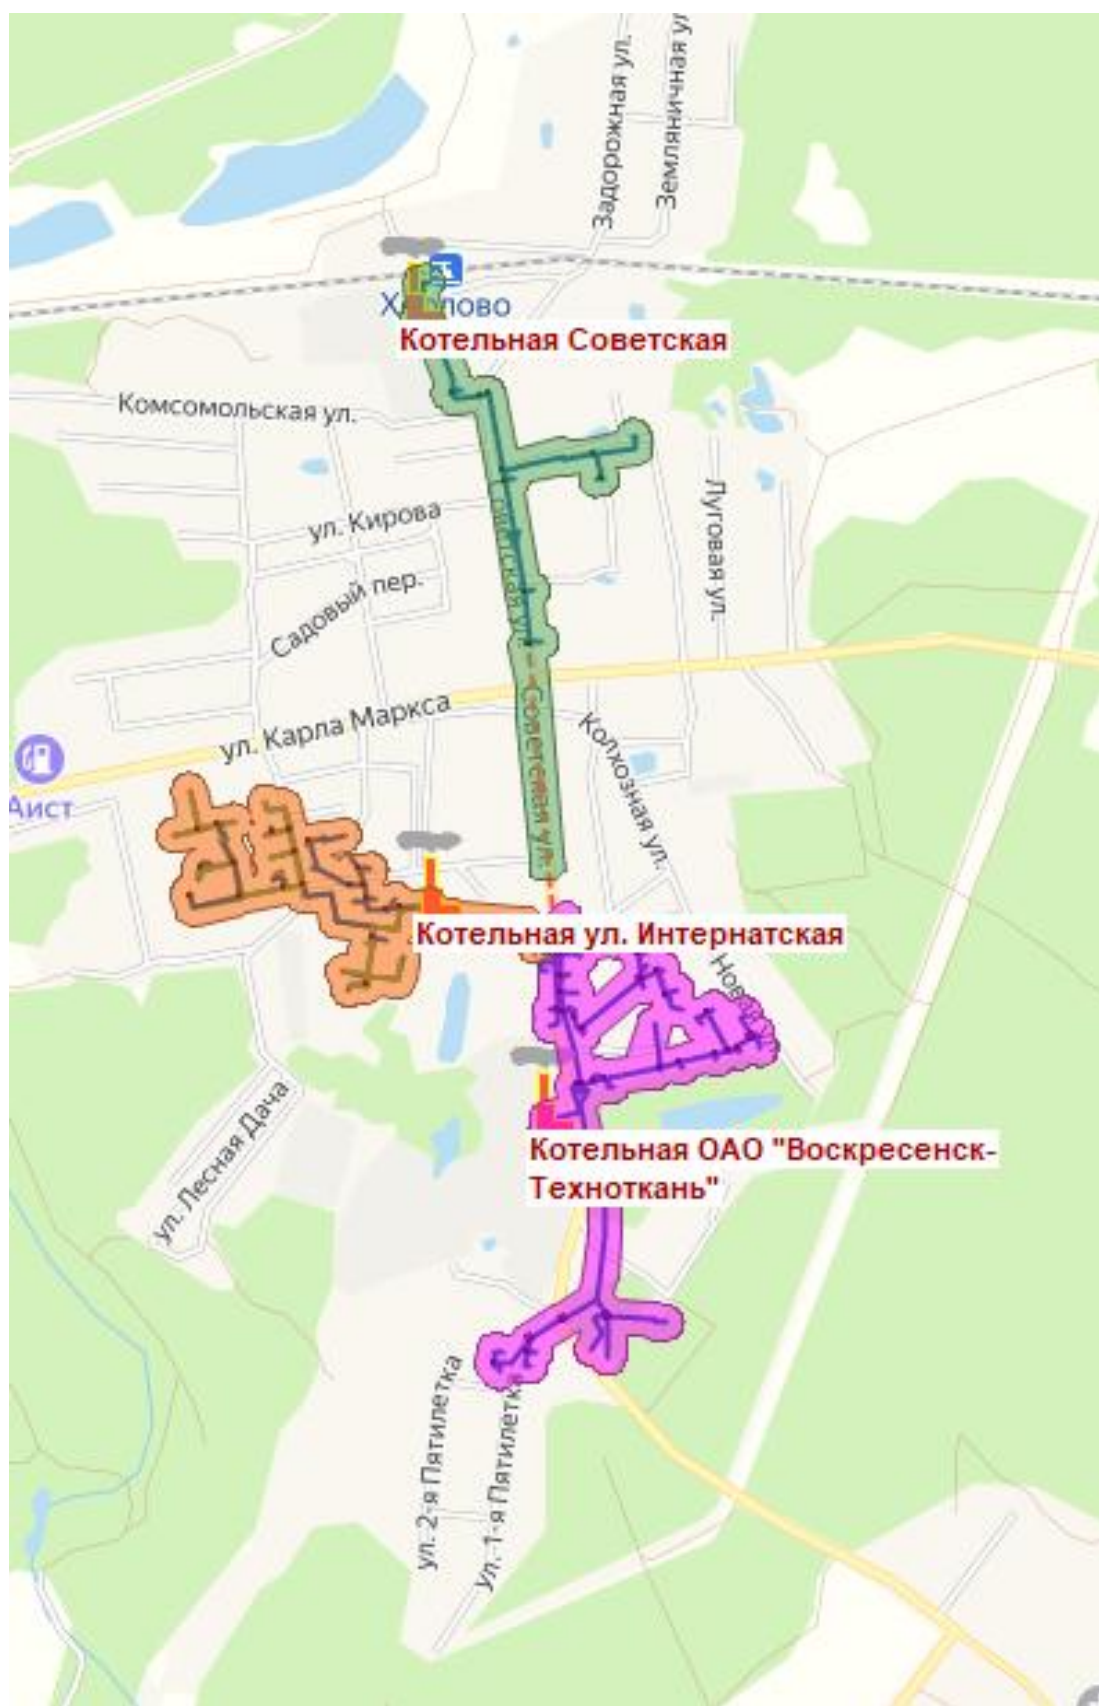 Задорожная ул.
Земляничная ул
Котельная Советская
Комсомольская ул.
ул. Кирова
Луговая ул.
Садовый пер.
Советская ул.
ул. Карла Маркса
Колхозная ул.
Аист
Котельная ул. Интернатская
Котельная ОАО "Воскресенск-
Техноткань"
ул. Лесная Дача
ул. 2-я Пятилетка
ул. 1-я Пятилетка